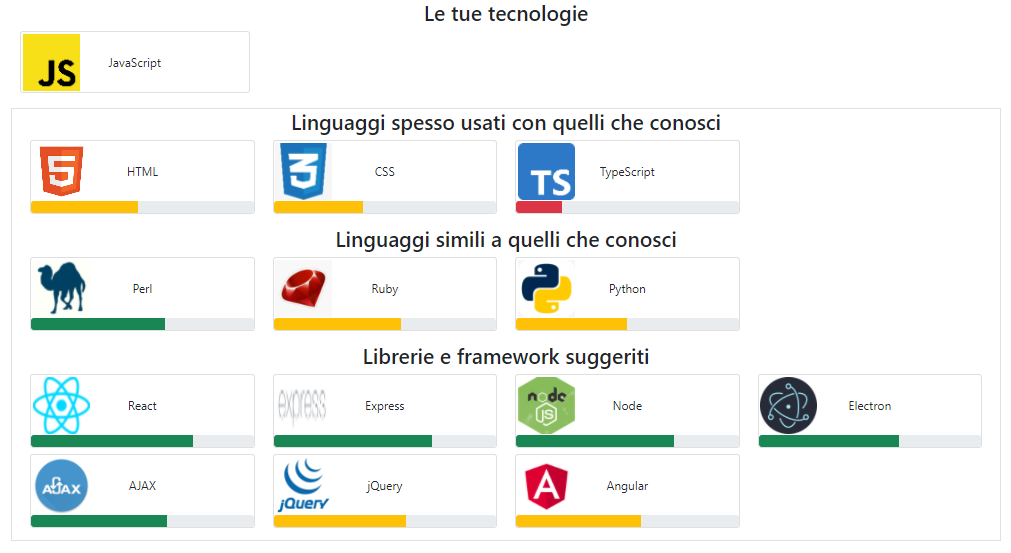 Le tue tecnologie
JS JavaScript
Linguaggi spesso usati con quelli che conosci
5 HTML
3 CSS
TS TypeScript
Linguaggi simili a quelli che conosci
Perl
Ruby
Python
Librerie e framework suggeriti
React
express Express
node JS Node
Electron
AJAX AJAX
jQuery jQuery
A Angular